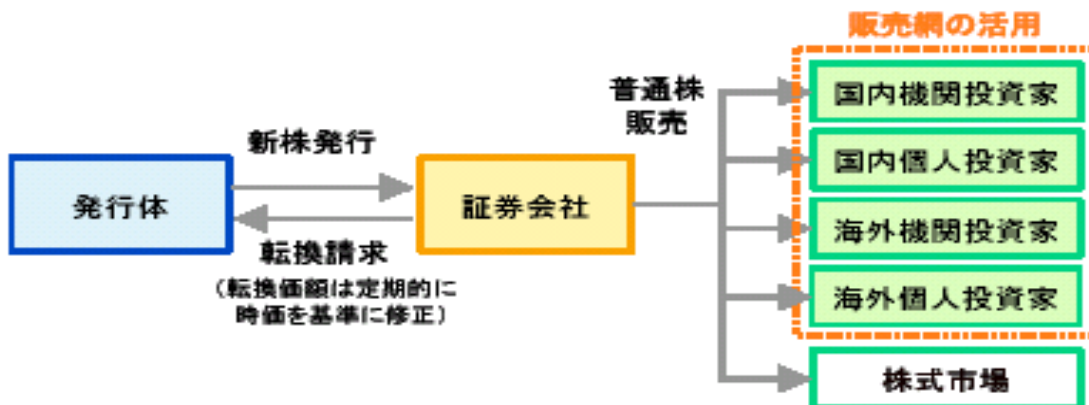 販売網の活用
普通株
販売
国内機関投資家
新株発行
国内個人投資家
発行体
証券会社
海外機関投資家
転換請求
(転換価額は定期的に
時価を基準に修正)
海外個人投資家
株式市場